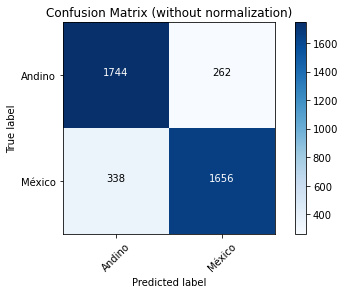 Confusion Matrix (without normalization)
Andino
México
True label
1744
262
338
1656
Andino
México
Predicted label
1600
1400
1200
1000
800
600
400